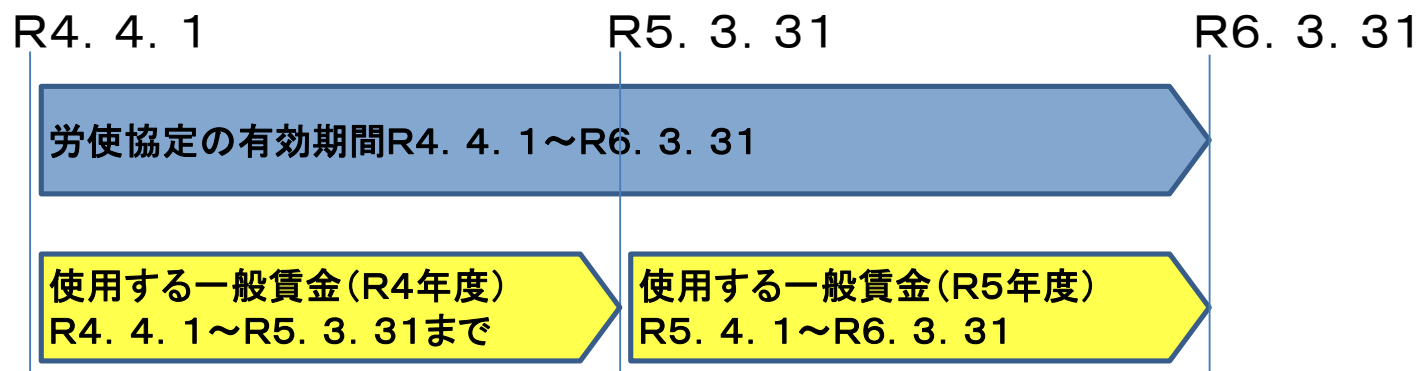 R4．4．1
R5．3．31
R6．3．31
労使協定の有効期間R4．4．1～R6．3．31
使用する一般賃金（R4年度）
R4．4．1～R5．3．31まで
使用する一般賃金（R5年度）
R5．4．1～R6．3．31